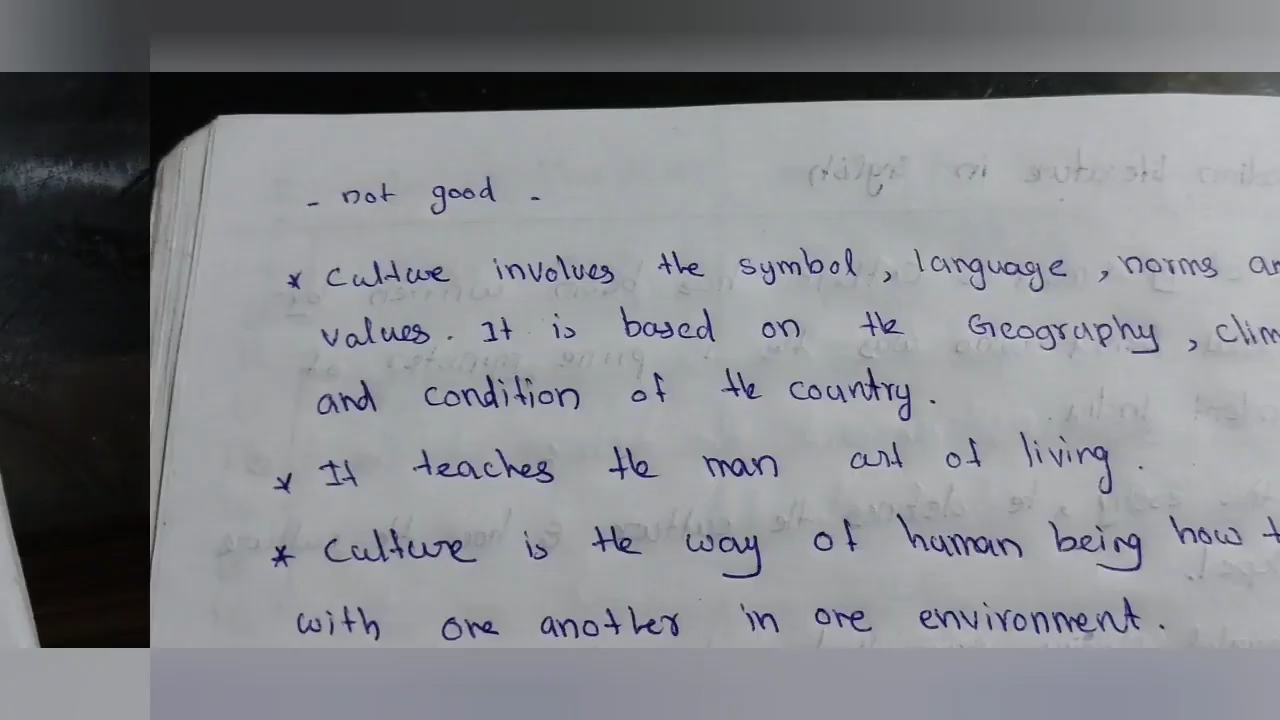 - not good -
* Culture involves the symbol, language, norms
values. It is based on the Geography,
and condition of the country.
* It teaches the man art of living.
* Culture is the way of human being how
with one another in one environment.